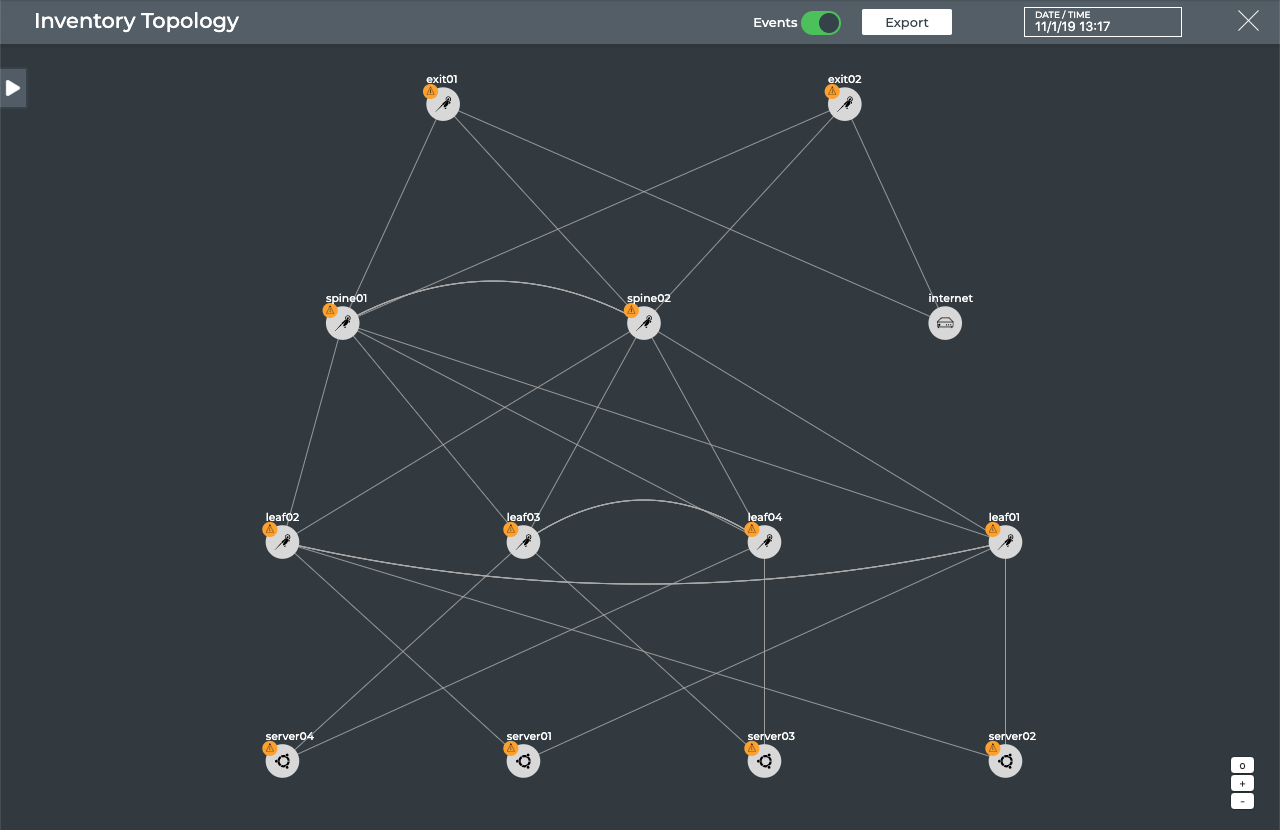 Inventory Topology
Events
Export
DATE / TIME
11/1/19 13:17
exit01
exit02
spine01
spine02
internet
leaf02
leaf03
leaf04
leaf01
server04
server01
server03
server02
o
+
-